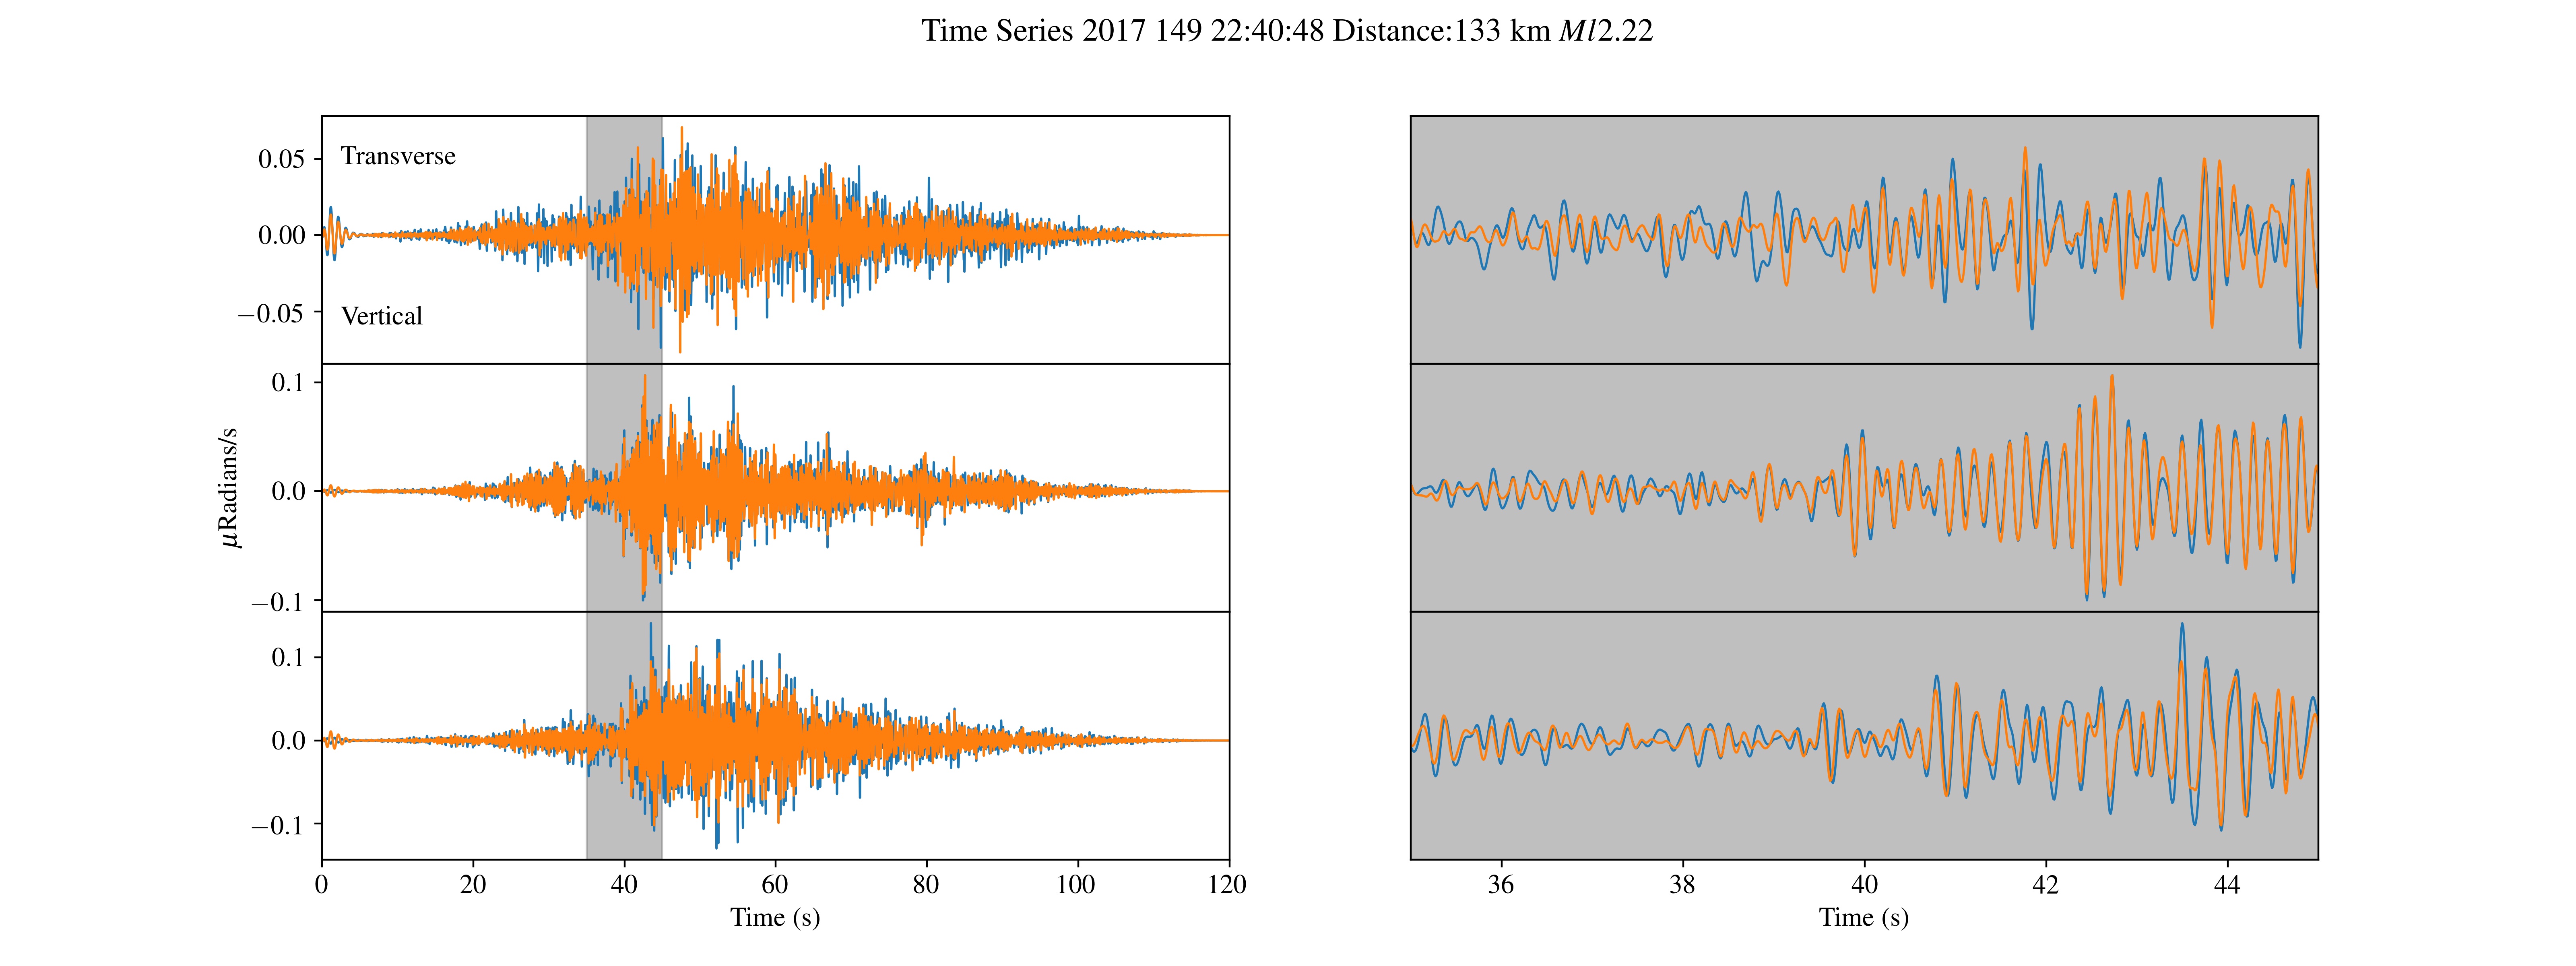 Time Series 2017 149 22:40:48 Distance:133 km Ml2.22
Transverse
Vertical
0.05
0.00
−0.05
0.1
0.0
−0.1
0.1
0.0
−0.1
μRadians/s
0 20 40 60 80 100 120
Time (s)
36 38 40 42 44
Time (s)